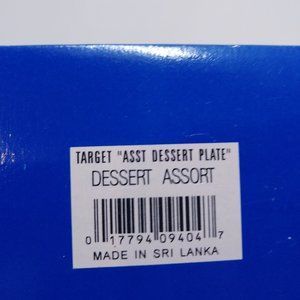 TARGET "ASST DESSERT PLATE"
DESSERT ASSORT
0 17794 09404 7
MADE IN SRI LANKA